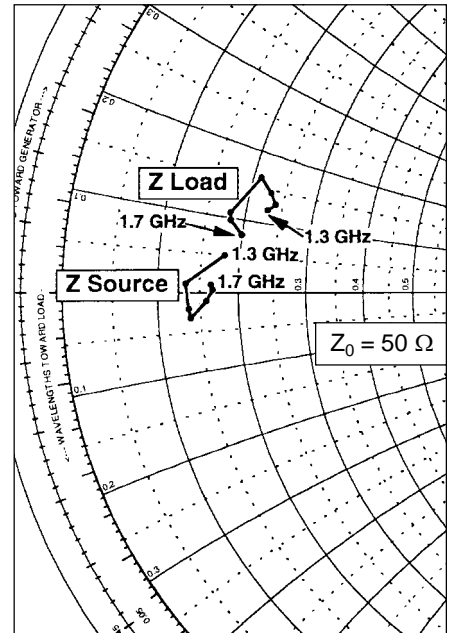 0.3
0.2
TOWARD GENERATOR --->
0.1
Z Load
1.7 GHz
1.3 GHz
1.3 GHz
Z Source
1.7 GHz
0.3
0.4
0.5
Z₀ = 50 Ω
<--- WAVELENGTHS TOWARD LOAD
0.1
0.2
0.3
0.05